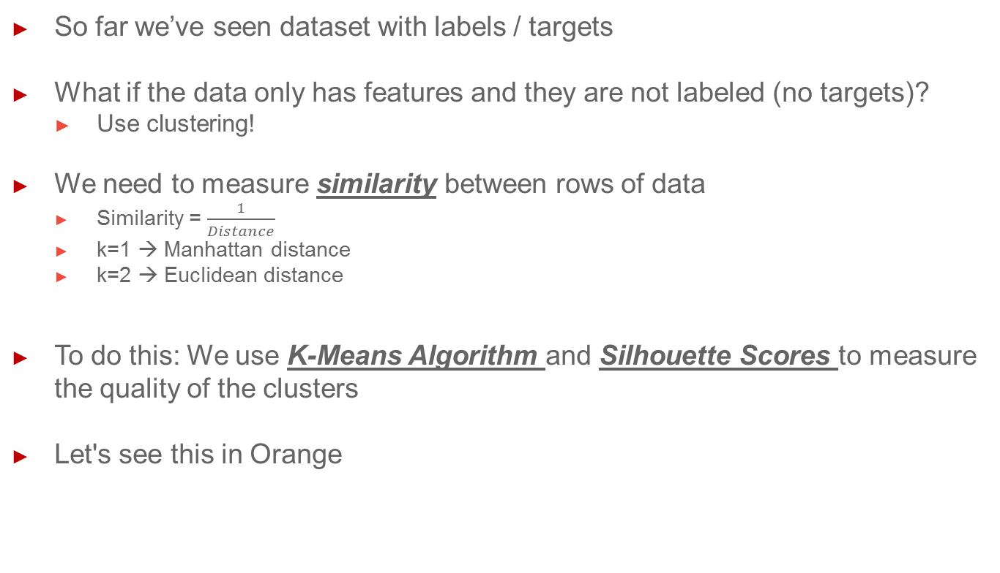 ► So far we’ve seen dataset with labels / targets
► What if the data only has features and they are not labeled (no targets)?
► Use clustering!
► We need to measure similarity between rows of data
► Similarity = 1/Distance
► k=1 → Manhattan distance
► k=2 → Euclidean distance
► To do this: We use K-Means Algorithm and Silhouette Scores to measure
the quality of the clusters
► Let's see this in Orange